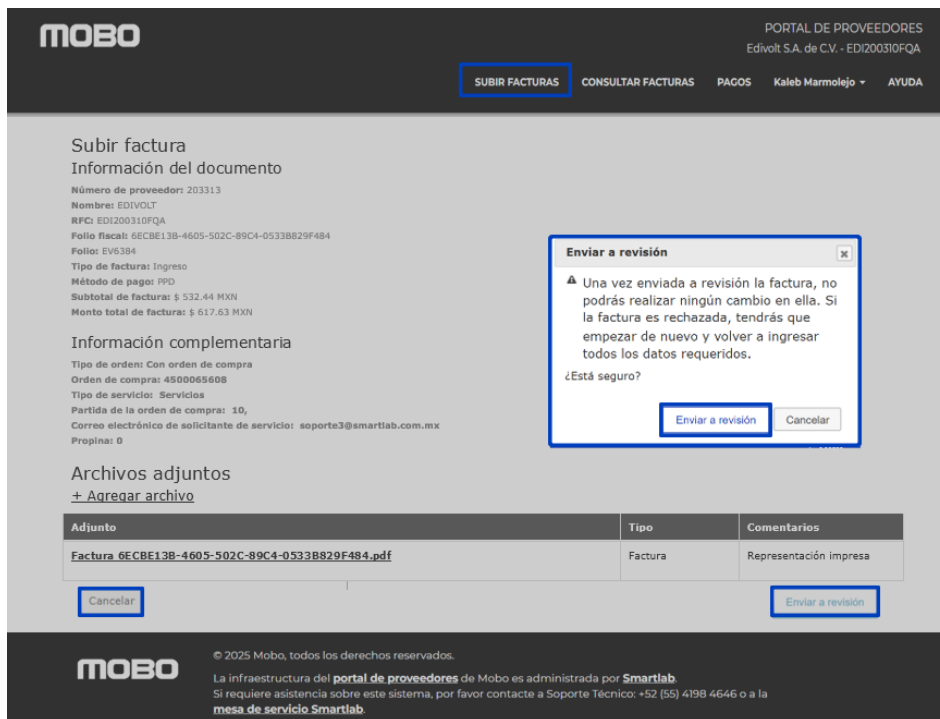 MOBO
PORTAL DE PROVEEDORES
Edivolt S.A. de C.V. - EDI200310FQA
SUBIR FACTURAS CONSULTAR FACTURAS PAGOS Kaleb Marmolejo AYUDA
Subir factura
Información del documento
Número de proveedor: 203313
Nombre: EDIVOLT
RFC: EDI200310FQA
Folio fiscal: 6ECBE13B-4605-502C-89C4-0533B829F484
Folio: EV6384
Tipo de factura: Ingreso
Método de pago: PPD
Subtotal de factura: $ 532.44 MXN
Monto total de factura: $ 617.63 MXN
Información complementaria
Tipo de orden: Con orden de compra
Orden de compra: 4500065608
Tipo de servicio: Servicios
Partida de la orden de compra: 10,
Correo electrónico de solicitante de servicio: soporte3@smartlab.com.mx
Propina: 0
Enviar a revisión
Una vez enviada a revisión la factura, no
podrás realizar ningún cambio en ella. Si
la factura es rechazada, tendrás que
empezar de nuevo y volver a ingresar
todos los datos requeridos.
¿Está seguro?
Enviar a revisión Cancelar
Archivos adjuntos
+ Agregar archivo
Adjunto Tipo Comentarios
Factura 6ECBE13B-4605-502C-89C4-0533B829F484.pdf Factura Representación impresa
Cancelar Enviar a revisión
MOBO
© 2025 Mobo, todos los derechos reservados.
La infraestructura del portal de proveedores de Mobo es administrada por Smartlab.
Si requiere asistencia sobre este sistema, por favor contacte a Soporte Técnico: +52 (55) 4198 4646 o a la
mesa de servicio Smartlab.